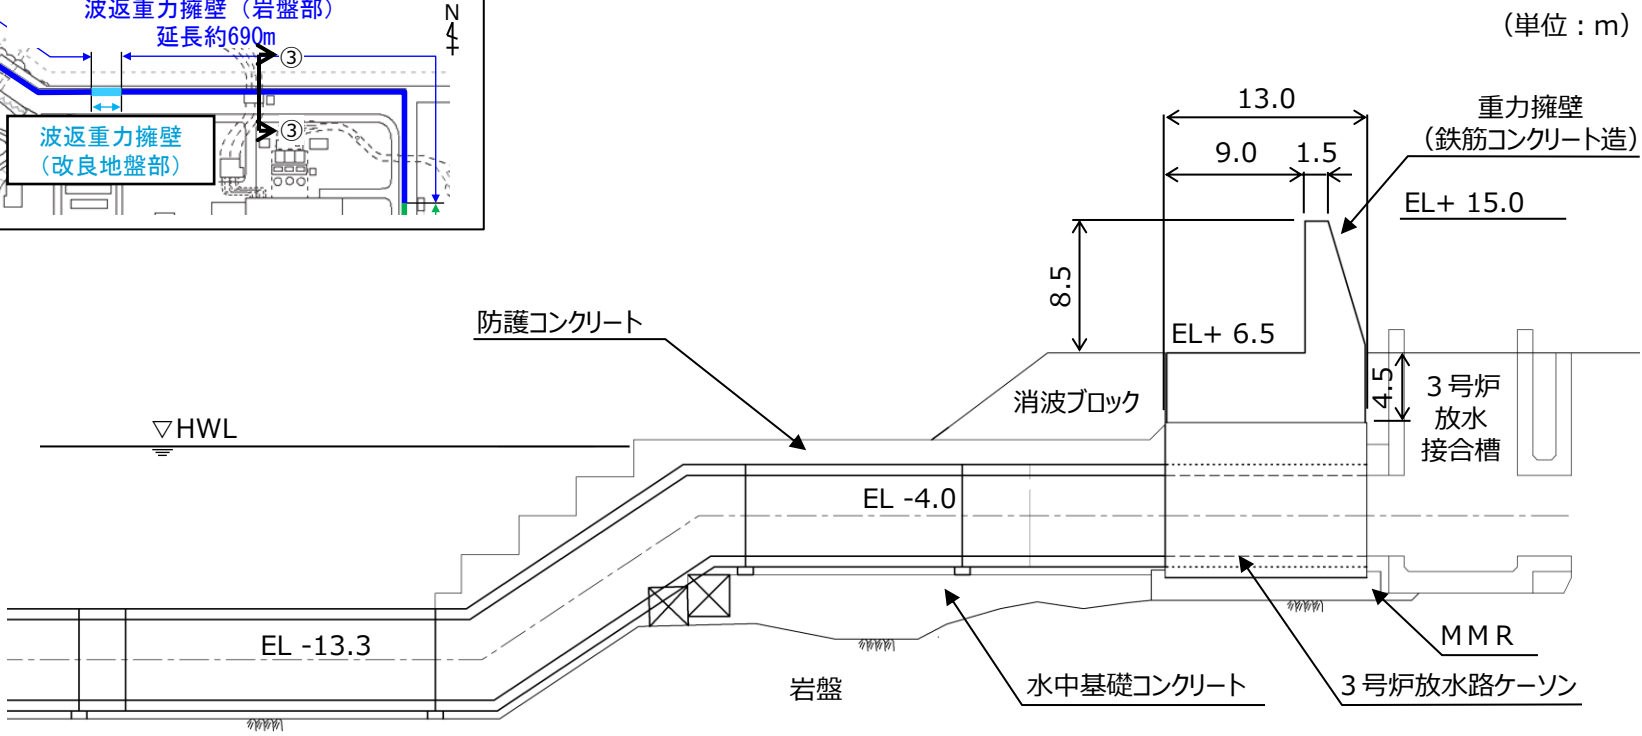 波返重力擁壁（岩盤部）
延長約690m
N
③
③
波返重力擁壁
（改良地盤部）
（単位：m）
13.0
9.0
1.5
重力擁壁
（鉄筋コンクリート造）
EL+ 15.0
8.5
EL+ 6.5
4.5
防護コンクリート
消波ブロック
３号炉
放水
接合槽
▽HWL
EL -4.0
EL -13.3
ＭＭＲ
岩盤
水中基礎コンクリート
３号炉放水路ケーソン